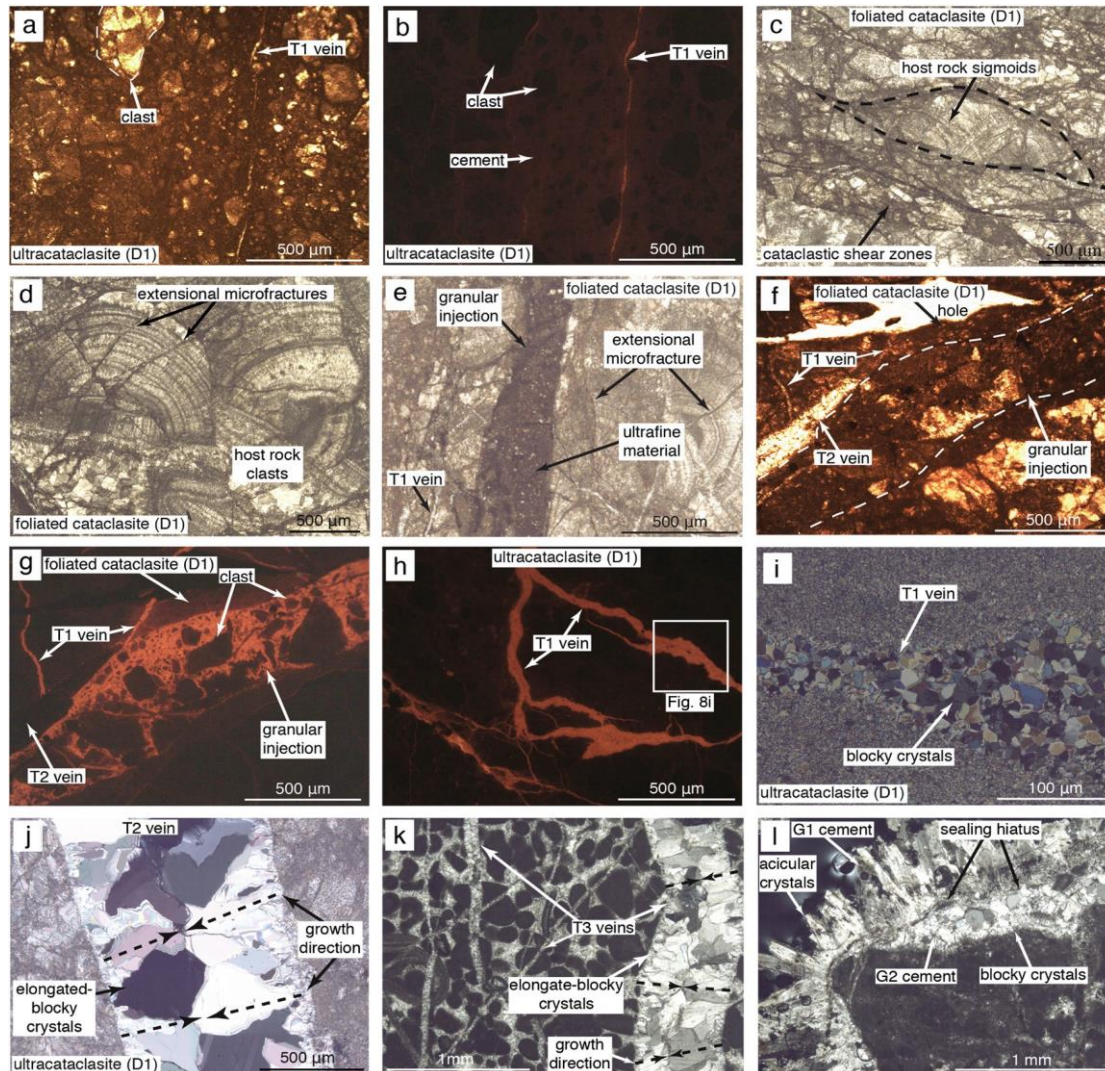 a
T1 vein
clast
ultracataclasite (D1)
500 µm
b
T1 vein
clast
cement
ultracataclasite (D1)
500 µm
c
foliated cataclasite (D1)
host rock sigmoids
cataclastic shear zones
500 µm
d
extensional microfractures
host rock
clasts
foliated cataclasite (D1)
500 µm
e
granular
injection
foliated cataclasite (D1)
extensional
microfracture
ultrafine
material
T1 vein
500 µm
f
foliated cataclasite (D1)
hole
T1 vein
T2 vein
granular
injection
500 µm
g
foliated cataclasite (D1)
clast
T1 vein
granular
injection
T2 vein
500 µm
h
ultracataclasite (D1)
T1 vein
Fig. 8i
500 µm
i
T1 vein
blocky crystals
ultracataclasite (D1)
100 µm
j
T2 vein
growth
direction
elongated-
blocky
crystals
ultracataclasite (D1)
500 µm
k
T3 veins
elongate-blocky
crystals
growth
direction
1mm
l
G1 cement
sealing hiatus
acicular
crystals
G2 cement
blocky crystals
1 mm